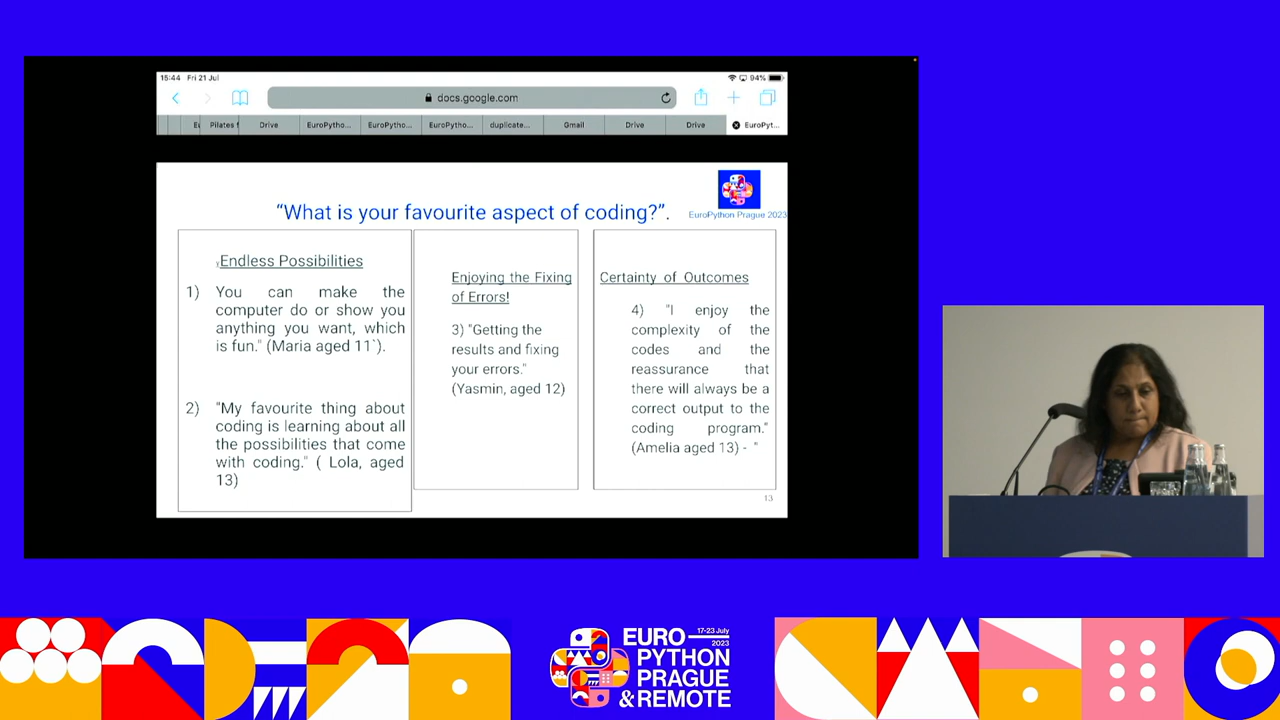 15:44 Fri 21 Jul
94%
docs.google.com
Pilates
Drive
EuroPytho...
EuroPytho...
EuroPytho...
duplicate...
Gmail
Drive
Drive
EuroPyt...
“What is your favourite aspect of coding?”.
EuroPython Prague 2023
Endless Possibilities
1) You can make the
computer do or show you
anything you want, which
is fun." (Maria aged 11`).
2) “My favourite thing about
coding is learning about all
the possibilities that come
with coding." ( Lola, aged
13)
Enjoying the Fixing
of Errors!
3) "Getting the
results and fixing
your errors."
(Yasmin, aged 12)
Certainty of Outcomes
4) "I enjoy the
complexity of the
codes and the
reassurance that
there will always be a
correct output to the
coding program."
(Amelia aged 13) - "
13
EURO
17-23 July
2023
PYTHON
PRAGUE
& REMOTE